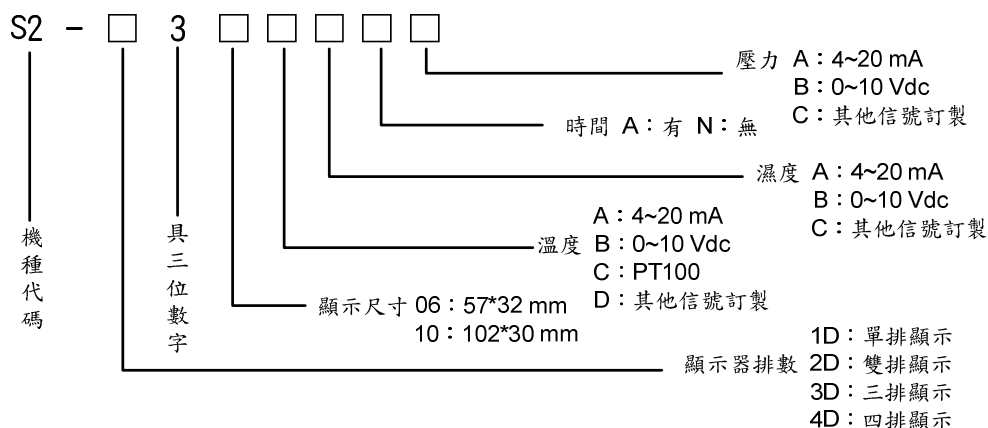 S2 - □ 3 □ □ □ □ □
壓力 A：4~20 mA
B：0~10 Vdc
C：其他信號訂製
時間 A：有 N：無
濕度 A：4~20 mA
B：0~10 Vdc
C：其他信號訂製
溫度 A：4~20 mA
B：0~10 Vdc
C：PT100
D：其他信號訂製
顯示尺寸 06：57*32 mm
10：102*30 mm
具三位數字
顯示器排數 1D：單排顯示
2D：雙排顯示
3D：三排顯示
4D：四排顯示
機種代碼